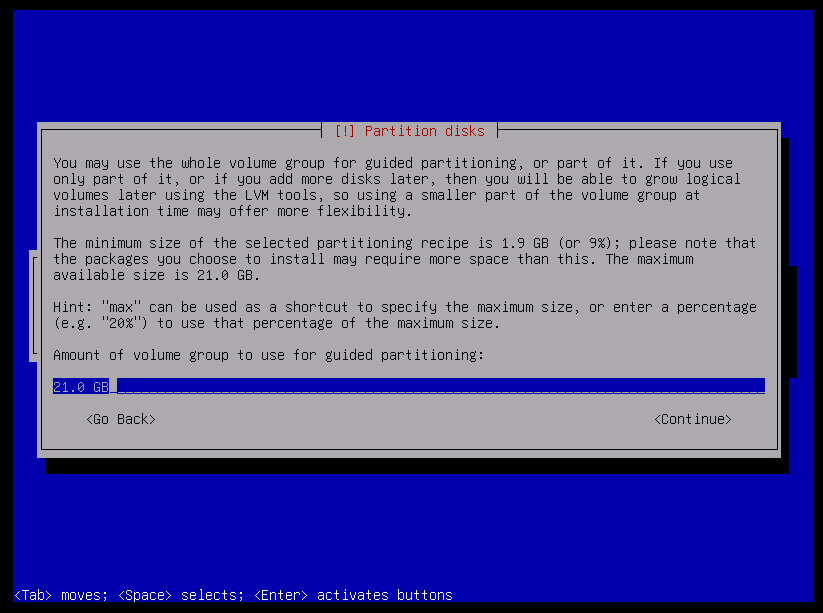 [!] Partition disks
You may use the whole volume group for guided partitioning, or part of it. If you use
only part of it, or if you add more disks later, then you will be able to grow logical
volumes later using the LVM tools, so using a smaller part of the volume group at
installation time may offer more flexibility.
The minimum size of the selected partitioning recipe is 1.9 GB (or 9%); please note that
the packages you choose to install may require more space than this. The maximum
available size is 21.0 GB.
Hint: "max" can be used as a shortcut to specify the maximum size, or enter a percentage
(e.g. "20%") to use that percentage of the maximum size.
Amount of volume group to use for guided partitioning:
21.0 GB
<Go Back> <Continue>
<Tab> moves; <Space> selects; <Enter> activates buttons